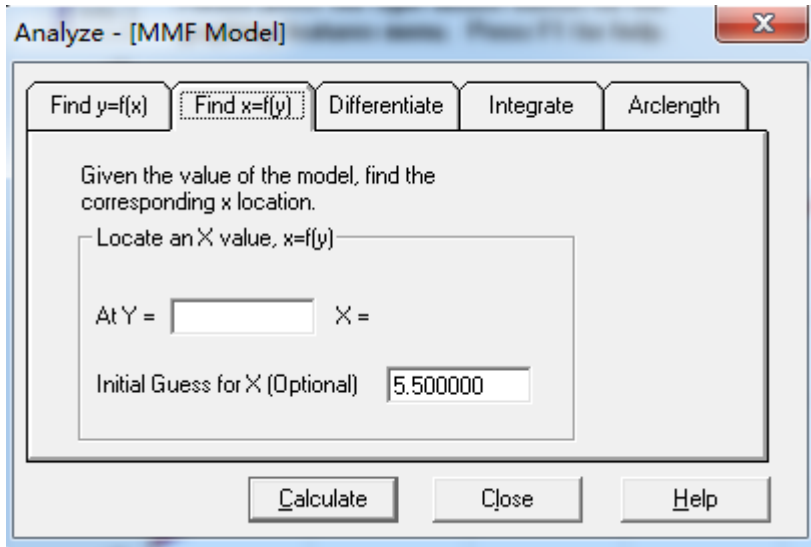 Analyze - [MMF Model]
Find y=f(x) Find x=f(y) Differentiate Integrate Arclength
Given the value of the model, find the
corresponding x location.
Locate an X value, x=f(y)
At Y = X =
Initial Guess for X (Optional) 5.500000
Calculate Close Help